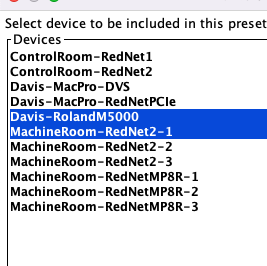 Select device to be included in this preset
Devices
ControlRoom-RedNet1
ControlRoom-RedNet2
Davis-MacPro-DVS
Davis-MacPro-RedNetPCIe
Davis-RolandM5000
MachineRoom-RedNet2-1
MachineRoom-RedNet2-2
MachineRoom-RedNet2-3
MachineRoom-RedNetMP8R-1
MachineRoom-RedNetMP8R-2
MachineRoom-RedNetMP8R-3